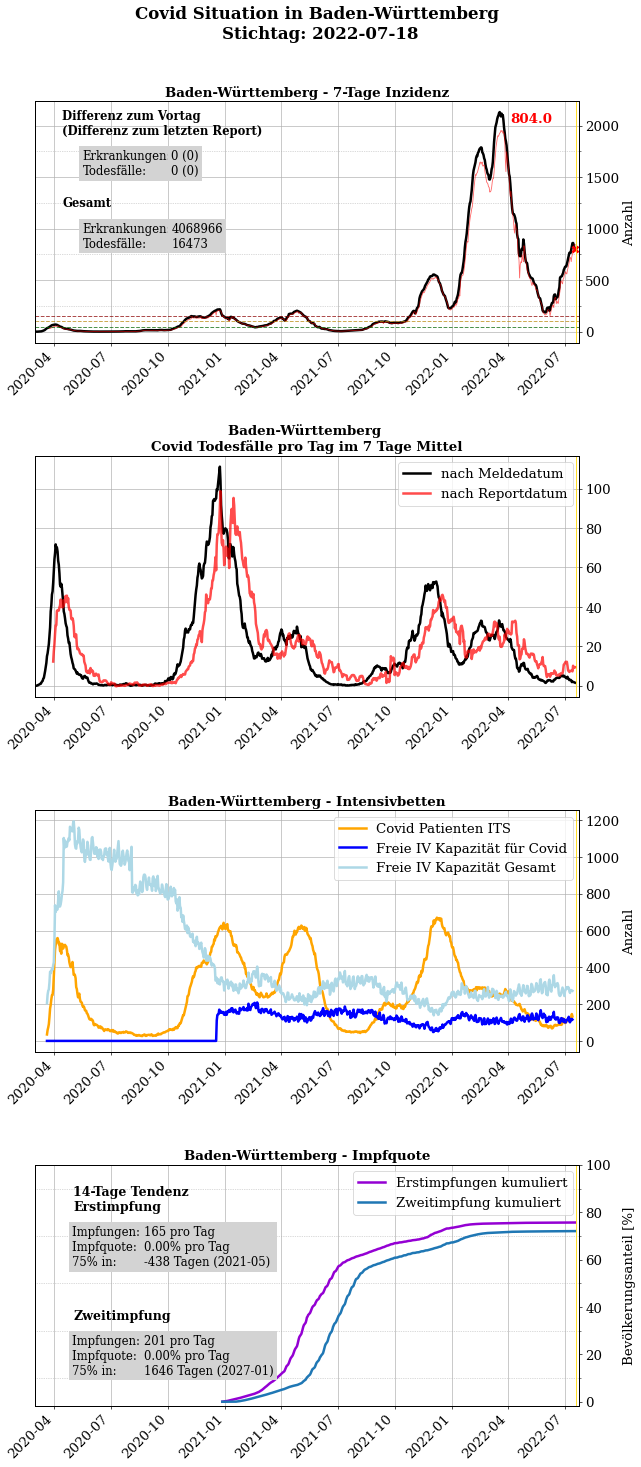 Covid Situation in Baden-Württemberg
Stichtag: 2022-07-18
Baden-Württemberg - 7-Tage Inzidenz
Differenz zum Vortag
(Differenz zum letzten Report)
Erkrankungen 0 (0)
Todesfälle: 0 (0)
Gesamt
Erkrankungen 4068966
Todesfälle: 16473
804.0
2000
1500
1000
500
0
Anzahl
2020-04
2020-07
2020-10
2021-01
2021-04
2021-07
2021-10
2022-01
2022-04
2022-07
Baden-Württemberg
Covid Todesfälle pro Tag im 7 Tage Mittel
nach Meldedatum
nach Reportdatum
100
80
60
40
20
0
2020-04
2020-07
2020-10
2021-01
2021-04
2021-07
2021-10
2022-01
2022-04
2022-07
Baden-Württemberg - Intensivbetten
Covid Patienten ITS
Freie IV Kapazität für Covid
Freie IV Kapazität Gesamt
1200
1000
800
600
400
200
0
Anzahl
2020-04
2020-07
2020-10
2021-01
2021-04
2021-07
2021-10
2022-01
2022-04
2022-07
Baden-Württemberg - Impfquote
14-Tage Tendenz
Erstimpfung
Impfungen: 165 pro Tag
Impfquote: 0.00% pro Tag
75% in: -438 Tagen (2021-05)
Zweitimpfung
Impfungen: 201 pro Tag
Impfquote: 0.00% pro Tag
75% in: 1646 Tagen (2027-01)
Erstimpfungen kumuliert
Zweitimpfung kumuliert
100
80
60
40
20
0
Bevölkerungsanteil [%]
2020-04
2020-07
2020-10
2021-01
2021-04
2021-07
2021-10
2022-01
2022-04
2022-07